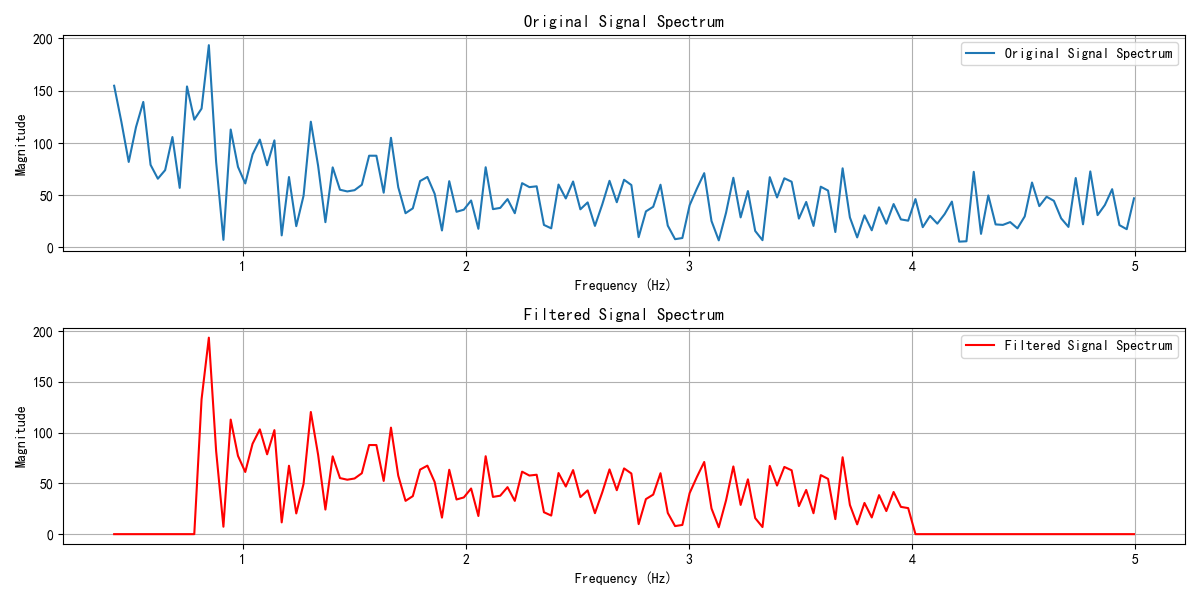 Original Signal Spectrum
200
150
100
50
0
Magnitude
Original Signal Spectrum
1
2
3
4
5
Frequency (Hz)
Filtered Signal Spectrum
200
150
100
50
0
Magnitude
Filtered Signal Spectrum
1
2
3
4
5
Frequency (Hz)